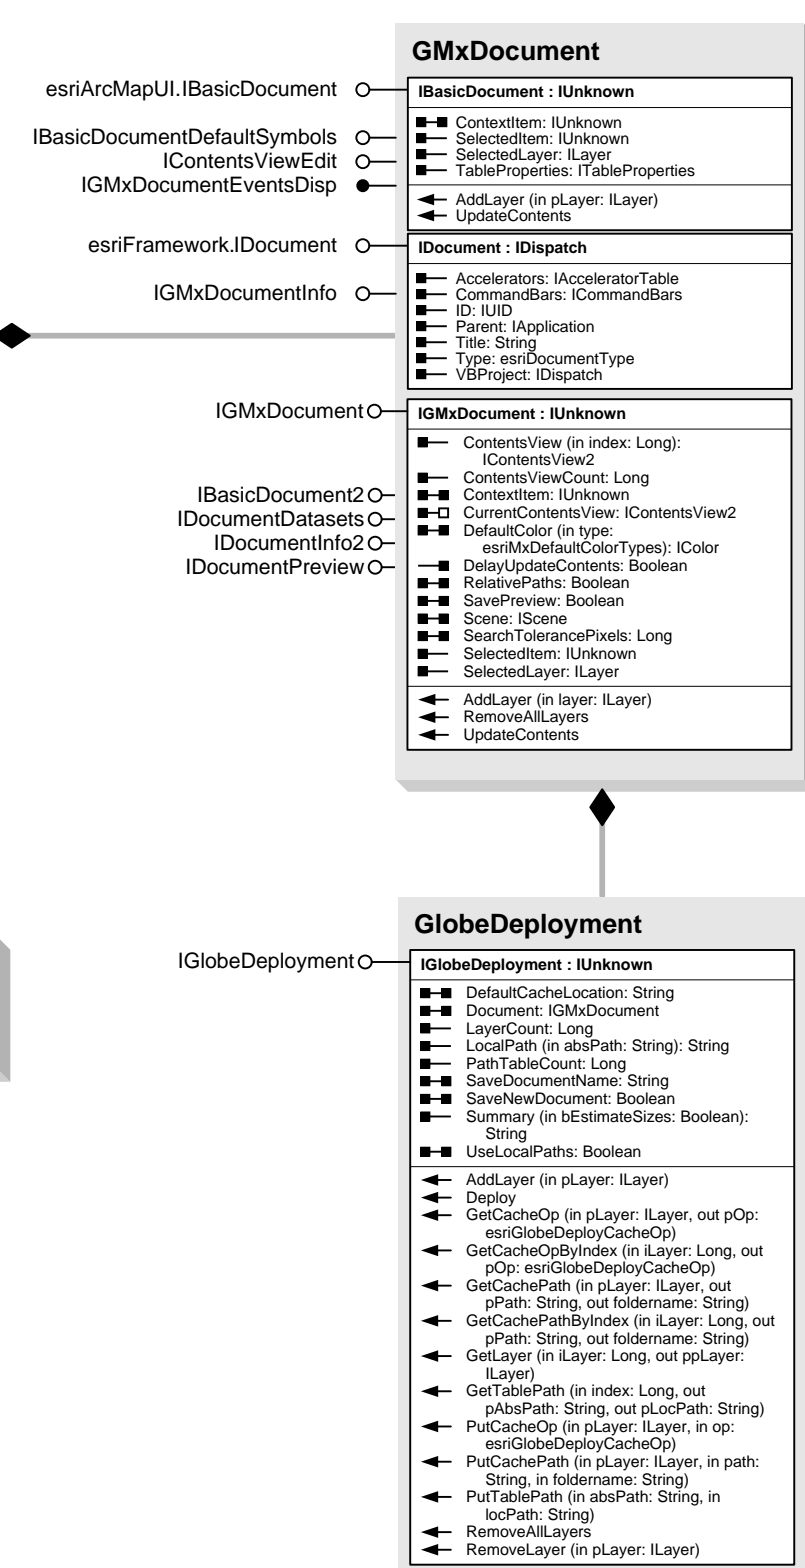 GMxDocument
esriArcMapUI.IBasicDocument
IBasicDocument : IUnknown
IBasicDocumentDefaultSymbols
IContentsViewEdit
IGMxDocumentEventsDisp
ContextItem: IUnknown
SelectedItem: IUnknown
SelectedLayer: ILayer
TableProperties: ITableProperties
AddLayer (in pLayer: ILayer)
UpdateContents
esriFramework.IDocument
IDocument : IDispatch
IGMxDocumentInfo
Accelerators: IAcceleratorTable
CommandBars: ICommandBars
ID: IUID
Parent: IApplication
Title: String
Type: esriDocumentType
VBProject: IDispatch
IGMxDocument
IGMxDocument : IUnknown
IBasicDocument2
IDocumentDatasets
IDocumentInfo2
IDocumentPreview
ContentsView (in index: Long):
IContentsView2
ContentsViewCount: Long
ContextItem: IUnknown
CurrentContentsView: IContentsView2
DefaultColor (in type:
esriMxDefaultColorTypes): IColor
DelayUpdateContents: Boolean
RelativePaths: Boolean
SavePreview: Boolean
Scene: IScene
SearchTolerancePixels: Long
SelectedItem: IUnknown
SelectedLayer: ILayer
AddLayer (in layer: ILayer)
RemoveAllLayers
UpdateContents
GlobeDeployment
IGlobeDeployment
IGlobeDeployment : IUnknown
DefaultCacheLocation: String
Document: IGMxDocument
LayerCount: Long
LocalPath (in absPath: String): String
PathTableCount: Long
SaveDocumentName: String
SaveNewDocument: Boolean
Summary (in bEstimateSizes: Boolean):
String
UseLocalPaths: Boolean
AddLayer (in pLayer: ILayer)
Deploy
GetCacheOp (in pLayer: ILayer, out pOp:
esriGlobeDeployCacheOp)
GetCacheOpByIndex (in iLayer: Long, out
pOp: esriGlobeDeployCacheOp)
GetCachePath (in pLayer: ILayer, out
pPath: String, out foldername: String)
GetCachePathByIndex (in iLayer: Long, out
pPath: String, out foldername: String)
GetLayer (in iLayer: Long, out ppLayer:
ILayer)
GetTablePath (in index: Long, out
pAbsPath: String, out pLocPath: String)
PutCacheOp (in pLayer: ILayer, in op:
esriGlobeDeployCacheOp)
PutCachePath (in pLayer: ILayer, in path:
String, in foldername: String)
PutTablePath (in absPath: String, in
locPath: String)
RemoveAllLayers
RemoveLayer (in pLayer: ILayer)